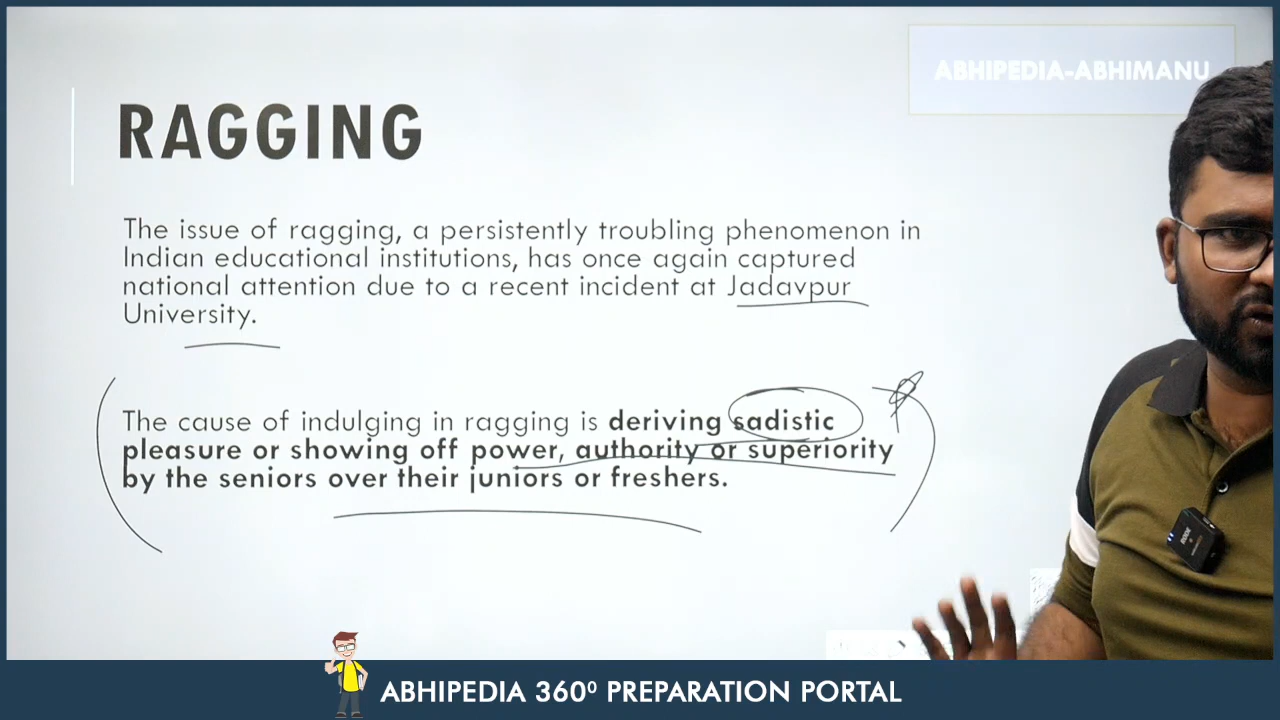 ABHIPEDIA-ABHIMANU
RAGGING
The issue of ragging, a persistently troubling phenomenon in
Indian educational institutions, has once again captured
national attention due to a recent incident at Jadavpur
University.
The cause of indulging in ragging is deriving sadistic
pleasure or showing off power, authority or superiority
by the seniors over their juniors or freshers.
ABHIPEDIA 360⁰ PREPARATION PORTAL